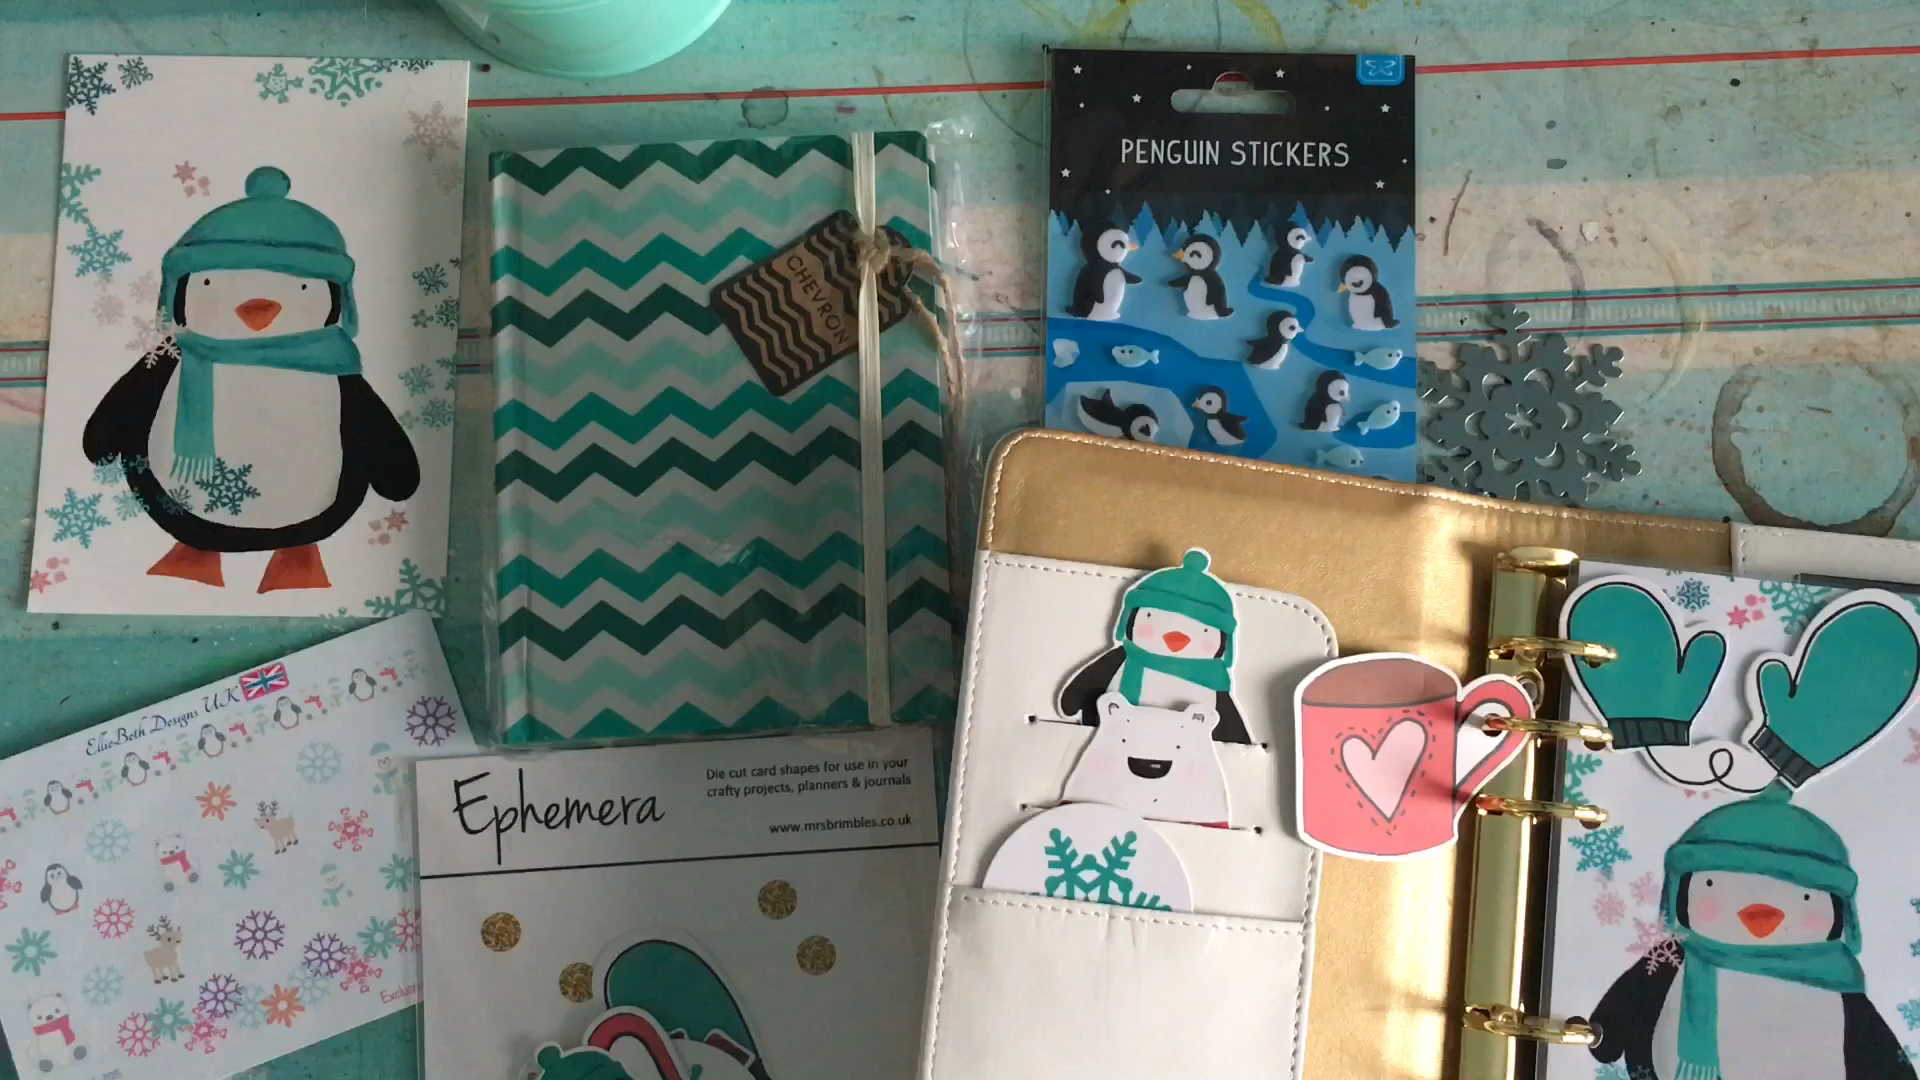 PENGUIN STICKERS
CHEVRON
EllieBeth Designs UK
Ephemera
Die cut card shapes for use in your
crafty projects, planners & journals
www.mrsbrimbles.co.uk